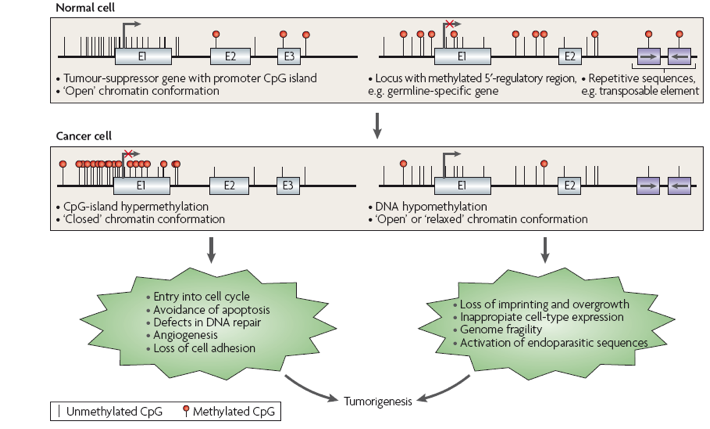 Normal cell
E1 E2 E3 E1 E2
• Tumour-suppressor gene with promoter CpG island
• 'Open' chromatin conformation
• Locus with methylated 5′-regulatory region,
e.g. germline-specific gene
• Repetitive sequences,
e.g. transposable element
Cancer cell
E1 E2 E3 E1 E2
• CpG-island hypermethylation
• 'Closed' chromatin conformation
• DNA hypomethylation
• 'Open' or 'relaxed' chromatin conformation
• Entry into cell cycle
• Avoidance of apoptosis
• Defects in DNA repair
• Angiogenesis
• Loss of cell adhesion
• Loss of imprinting and overgrowth
• Inappropiate cell-type expression
• Genome fragility
• Activation of endoparasitic sequences
Tumorigenesis
Unmethylated CpG Methylated CpG